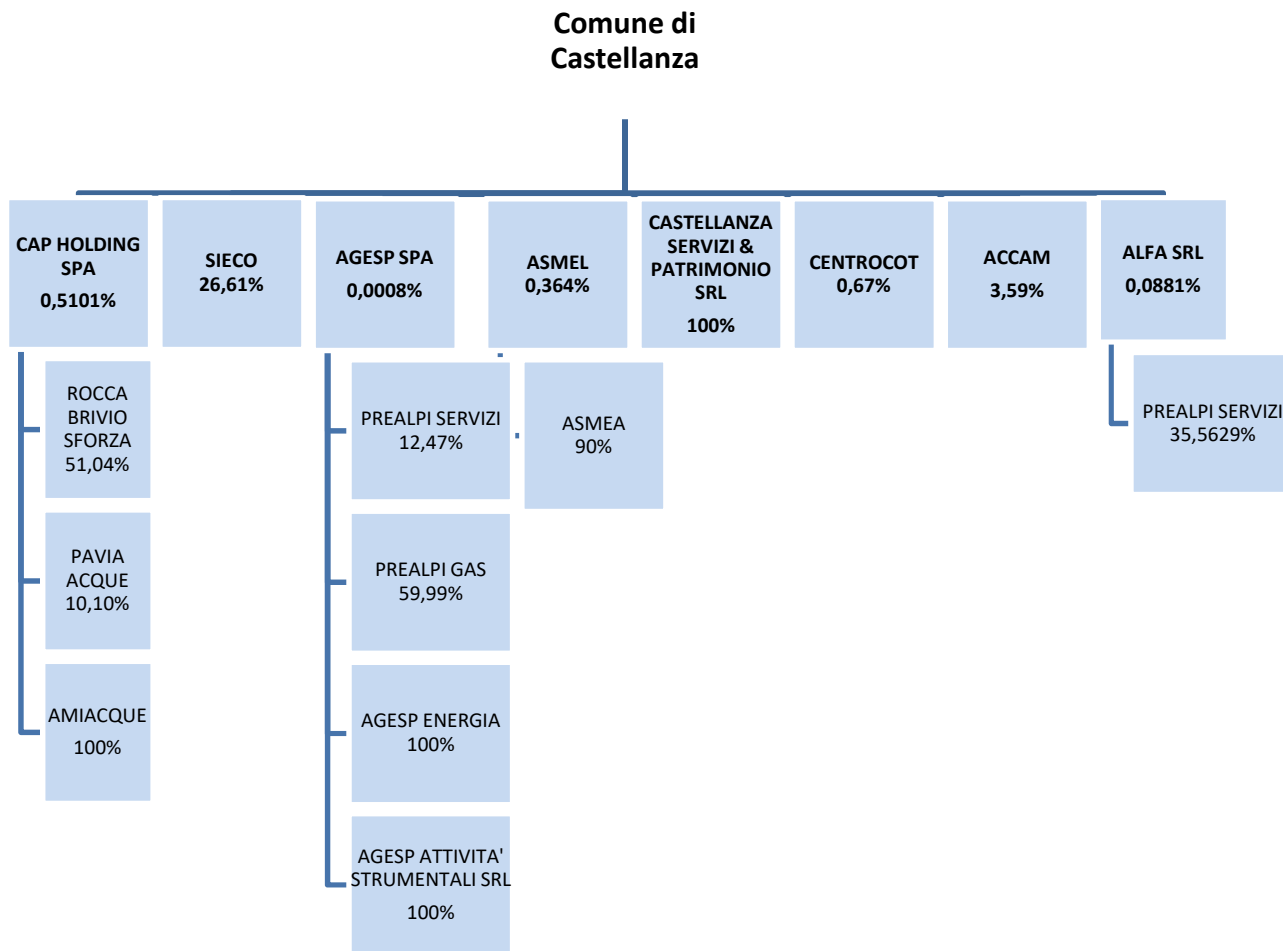 Comune di
Castellanza
CAP HOLDING
SPA
0,5101%
SIECO
26,61%
AGESP SPA
0,0008%
ASMEL
0,364%
CASTELLANZA
SERVIZI &
PATRIMONIO
SRL
100%
CENTROCOT
0,67%
ACCAM
3,59%
ALFA SRL
0,0881%
ROCCA
BRIVIO
SFORZA
51,04%
PAVIA
ACQUE
10,10%
AMIACQUE
100%
PREALPI SERVIZI
12,47%
PREALPI GAS
59,99%
AGESP ENERGIA
100%
AGESP ATTIVITA'
STRUMENTALI SRL
100%
ASMEA
90%
PREALPI SERVIZI
35,5629%